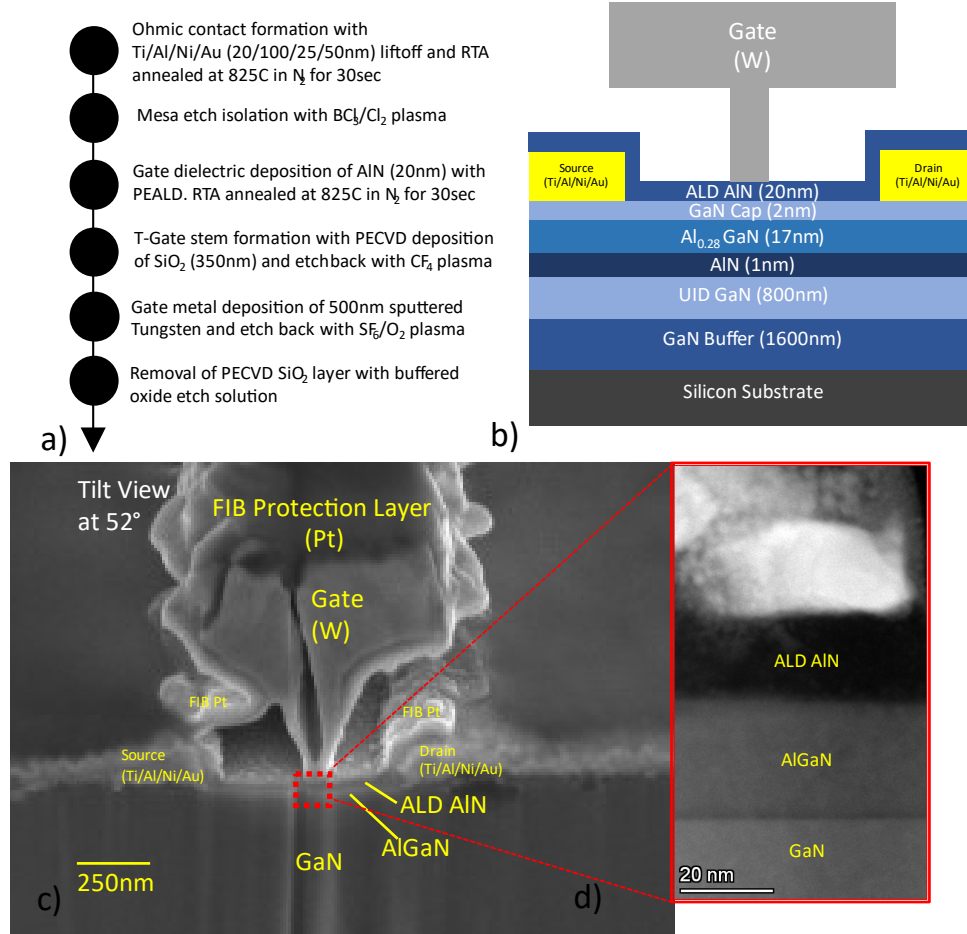 Ohmic contact formation with
Ti/Al/Ni/Au (20/100/25/50nm) liftoff and RTA
annealed at 825C in N2 for 30sec
Mesa etch isolation with BCl3/Cl2 plasma
Gate dielectric deposition of AlN (20nm) with
PEALD. RTA annealed at 825C in N2 for 30sec
T-Gate stem formation with PECVD deposition
of SiO2 (350nm) and etchback with CF4 plasma
Gate metal deposition of 500nm sputtered
Tungsten and etch back with SF6/O2 plasma
Removal of PECVD SiO2 layer with buffered
oxide etch solution
a)
Gate
(W)
Source
(Ti/Al/Ni/Au)
Drain
(Ti/Al/Ni/Au)
ALD AlN (20nm)
GaN Cap (2nm)
Al0.28 GaN (17nm)
AlN (1nm)
UID GaN (800nm)
GaN Buffer (1600nm)
Silicon Substrate
b)
Tilt View
at 52°
FIB Protection Layer
(Pt)
Gate
(W)
FIB Pt
FIB Pt
Source
(Ti/Al/Ni/Au)
Drain
(Ti/Al/Ni/Au)
ALD AlN
AlGaN
GaN
250nm
c)
ALD AlN
AlGaN
GaN
20 nm
d)